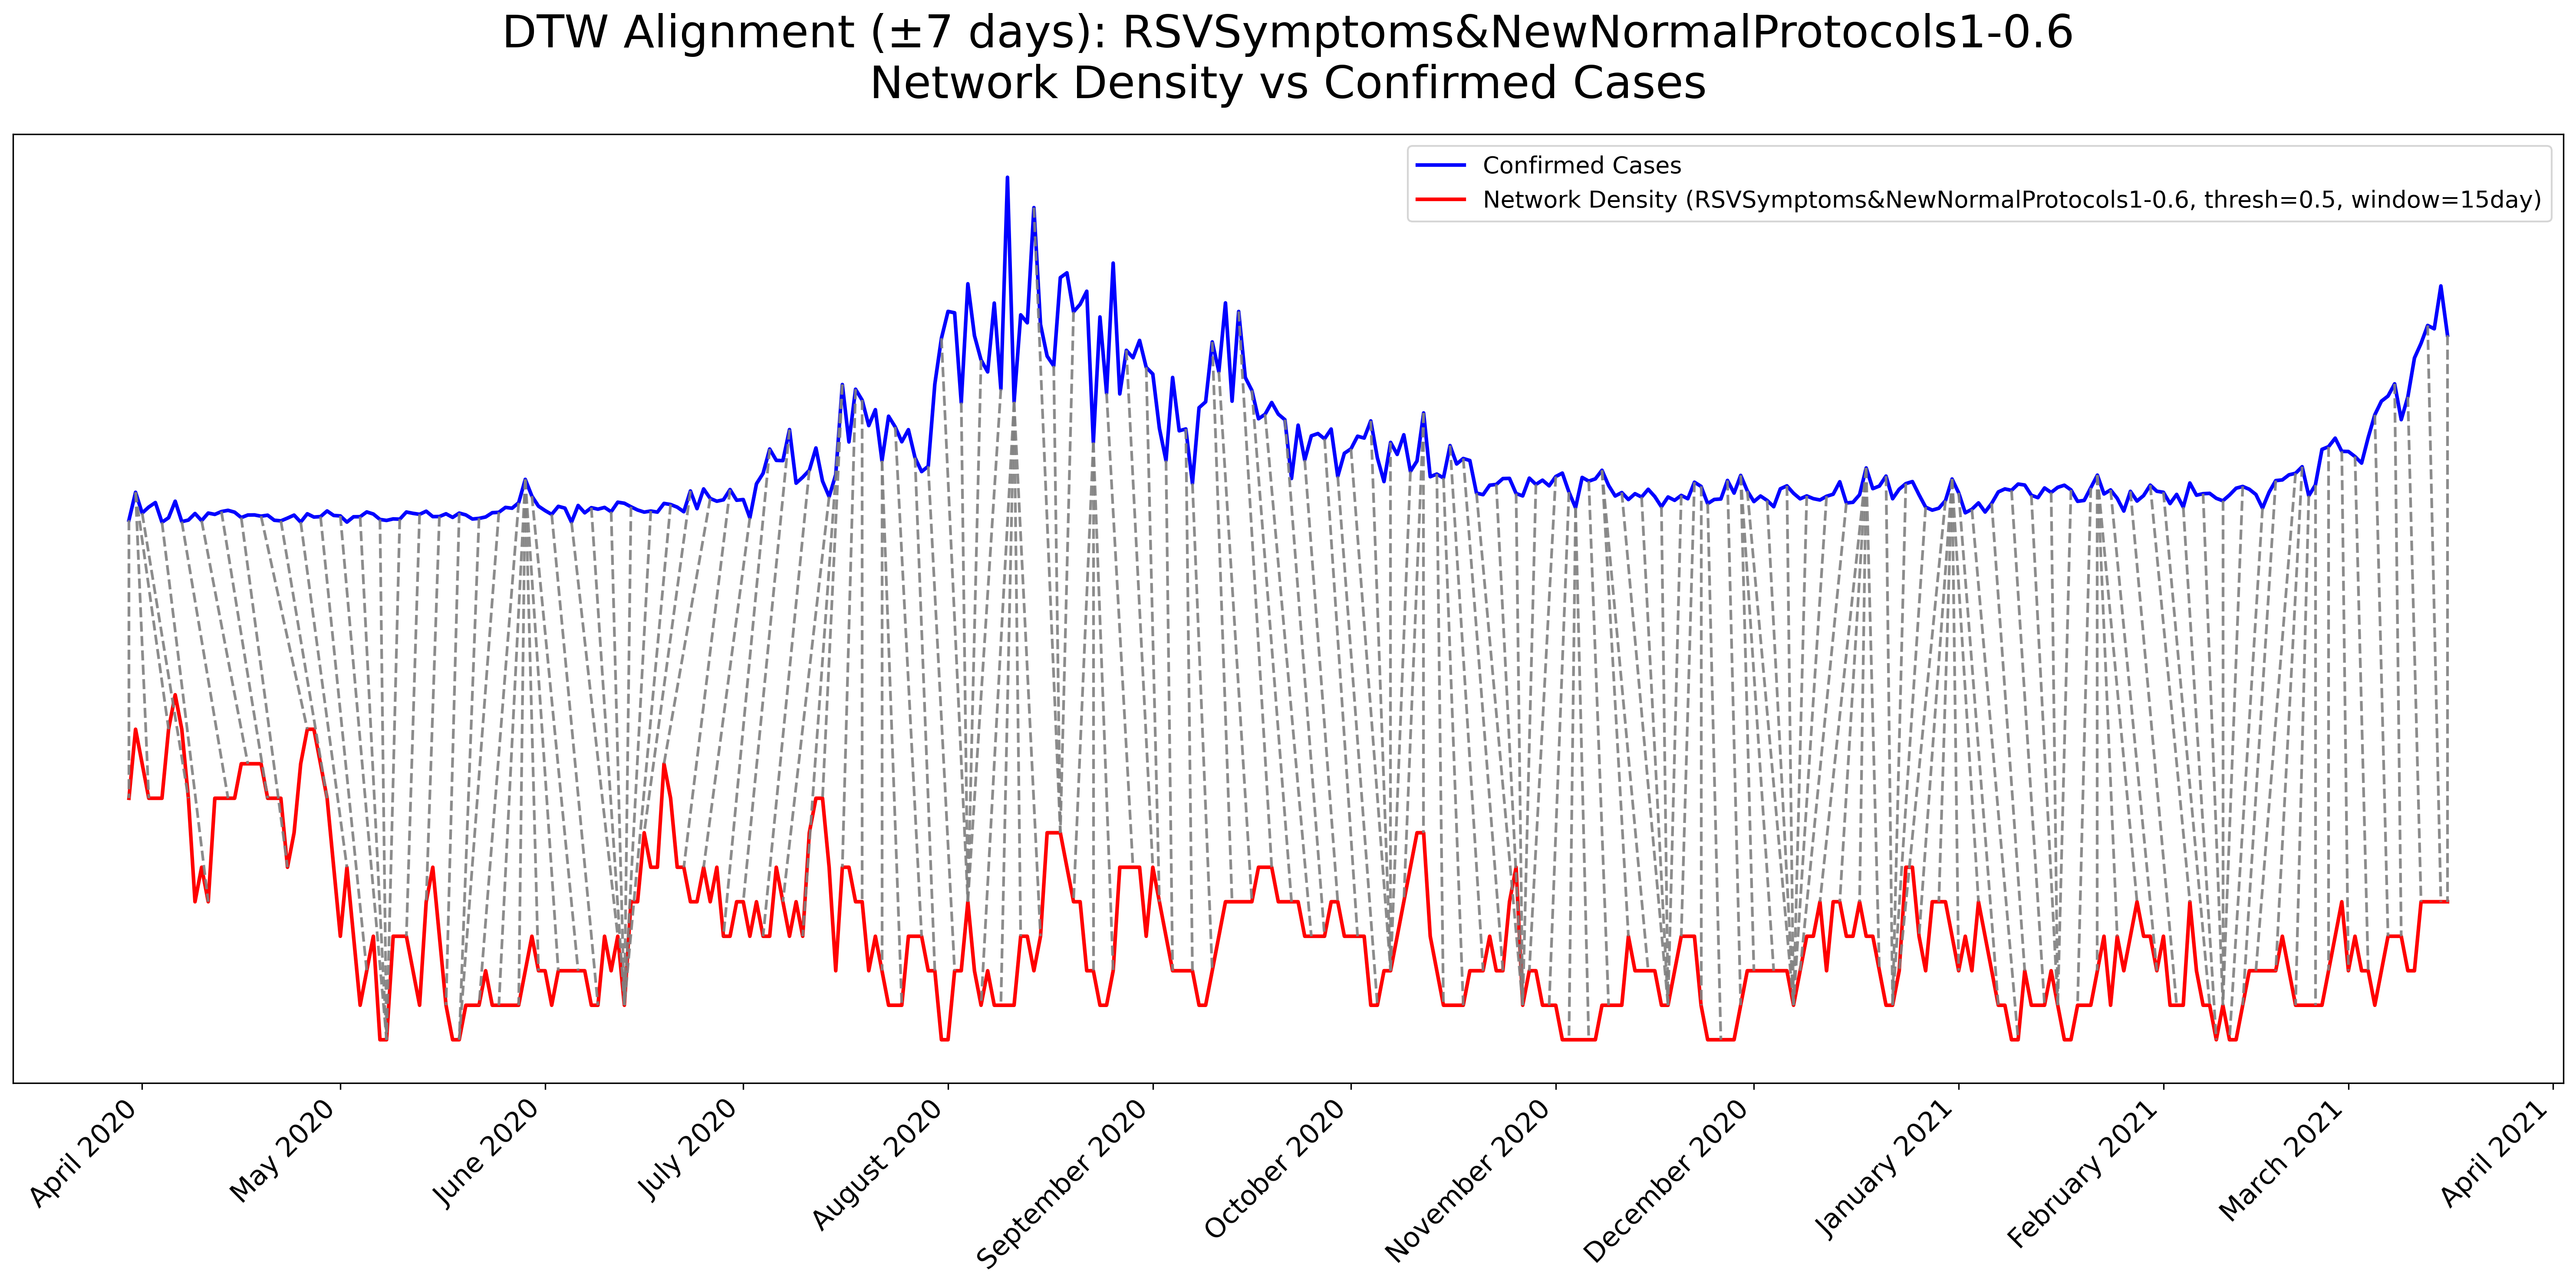 DTW Alignment (±7 days): RSVSymptoms&NewNormalProtocols1-0.6
Network Density vs Confirmed Cases
Confirmed Cases
Network Density (RSVSymptoms&NewNormalProtocols1-0.6, thresh=0.5, window=15day)
April 2020
May 2020
June 2020
July 2020
August 2020
September 2020
October 2020
November 2020
December 2020
January 2021
February 2021
March 2021
April 2021